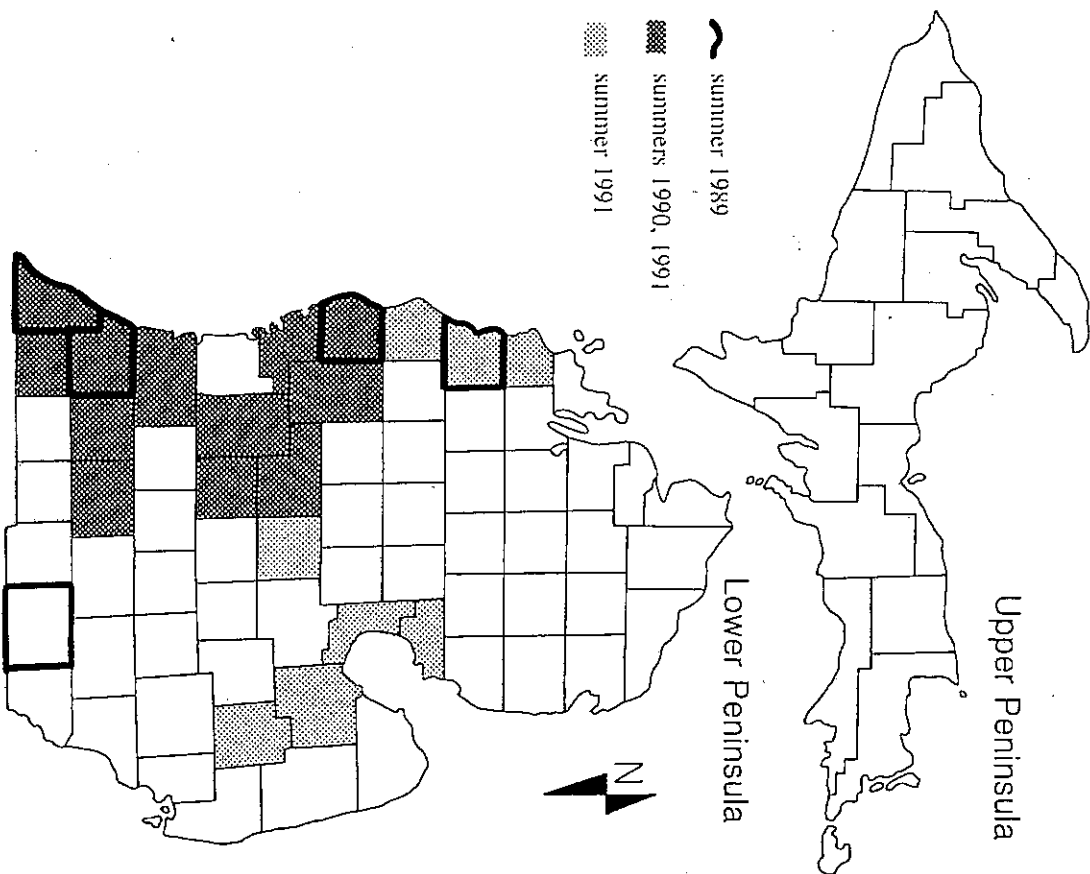 Upper Peninsula
Lower Peninsula
N
summer 1989
summers 1990, 1991
summer 1991